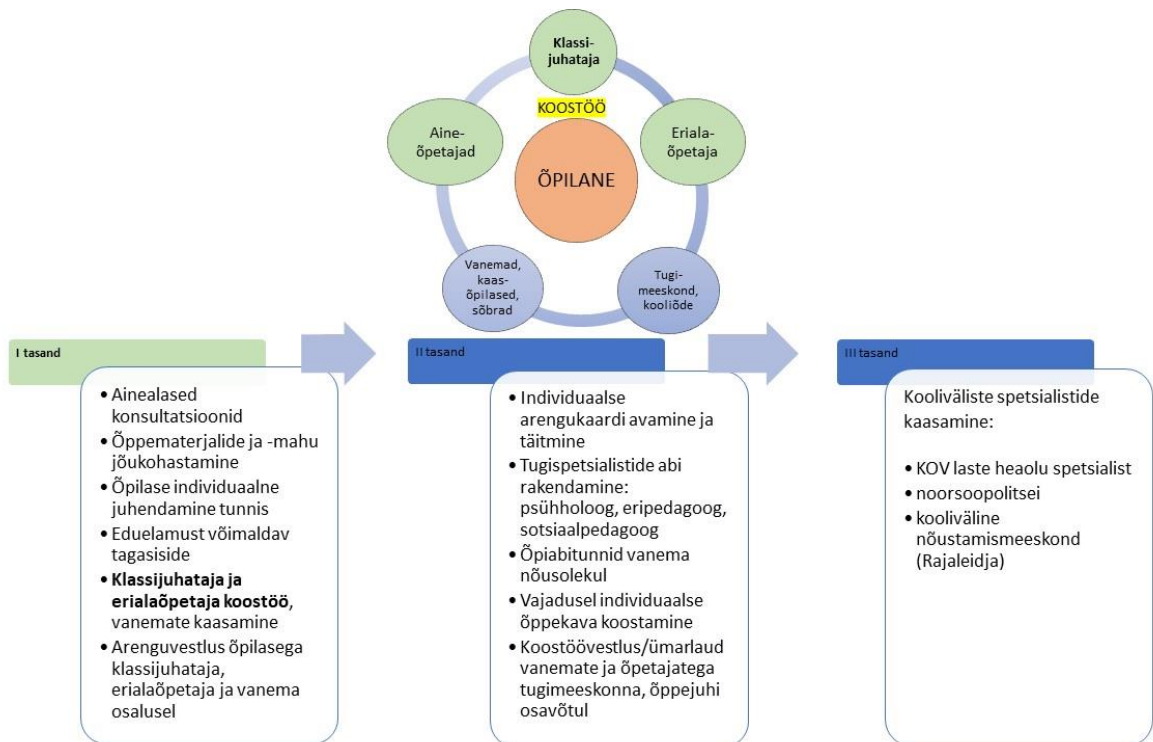 Klassi-
juhataja
KOOSTÖÖ
Aine-
õpetajad
Eriala-
õpetaja
ÕPILANE
Vanemad,
kaas-
õpilased,
sõbrad
Tugi-
meeskond,
kooliõde
I tasand
• Ainealased
konsultatsioonid
• Õppematerjalide ja -mahu
jõukohastamine
• Õpilase individuaalne
juhendamine tunnis
• Eduelamust võimaldav
tagasiside
• Klassijuhataja ja
erialaõpetaja koostöö,
vanemate kaasamine
• Arenguvestlus õpilasega
klassijuhataja,
erialaõpetaja ja vanema
osalusel
II tasand
• Individuaalse
arengukaardi avamine ja
täitmine
• Tugispetsialistide abi
rakendamine:
psühholoog, eripedagoog,
sotsiaalpedagoog
• Õpiabitunnid vanema
nõusolekul
• Vajadusel individuaalse
õppekava koostamine
• Koostöövestlus/ümarlaud
vanemate ja õpetajatega
tugimeeskonna, õppejuhi
osavõtul
III tasand
Kooliväliste spetsialistide
kaasamine:
• KOV laste heaolu spetsialist
• noorsoopolitsei
• kooliväline
nõustamismeeskond
(Rajaleidja)